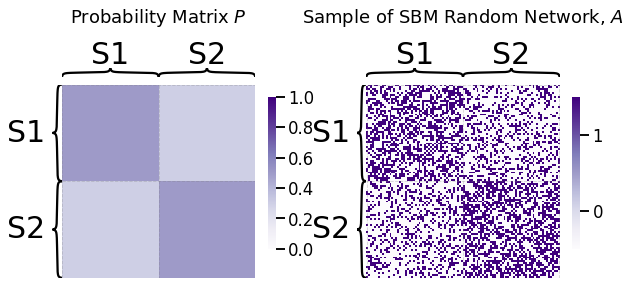 Probability Matrix P
S1 S2
S1
S2
1.0
0.8
0.6
0.4
0.2
0.0
Sample of SBM Random Network, A
S1 S2
S1
S2
1
0